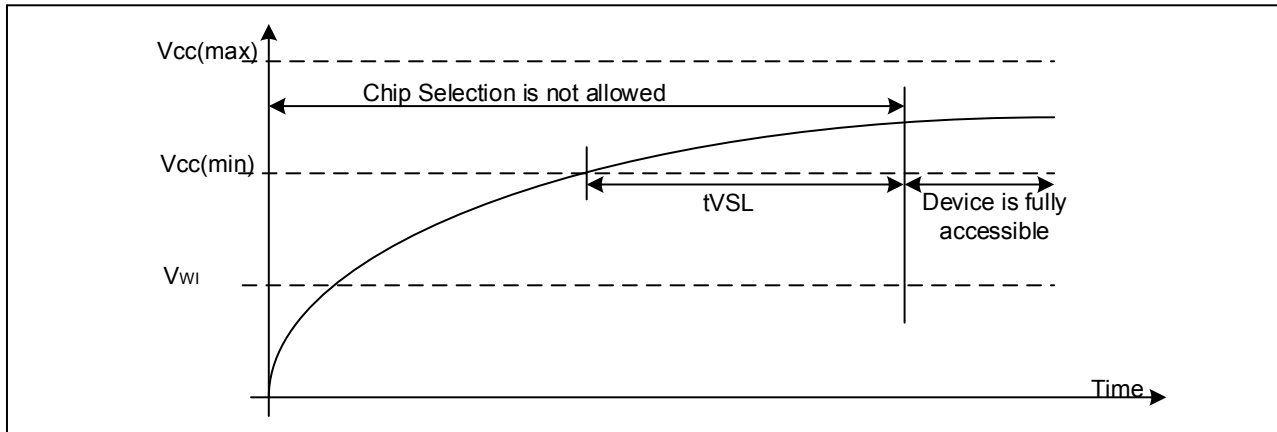 Vcc(max)
Chip Selection is not allowed
Vcc(min)
tVSL
Device is fully
accessible
VWI
Time